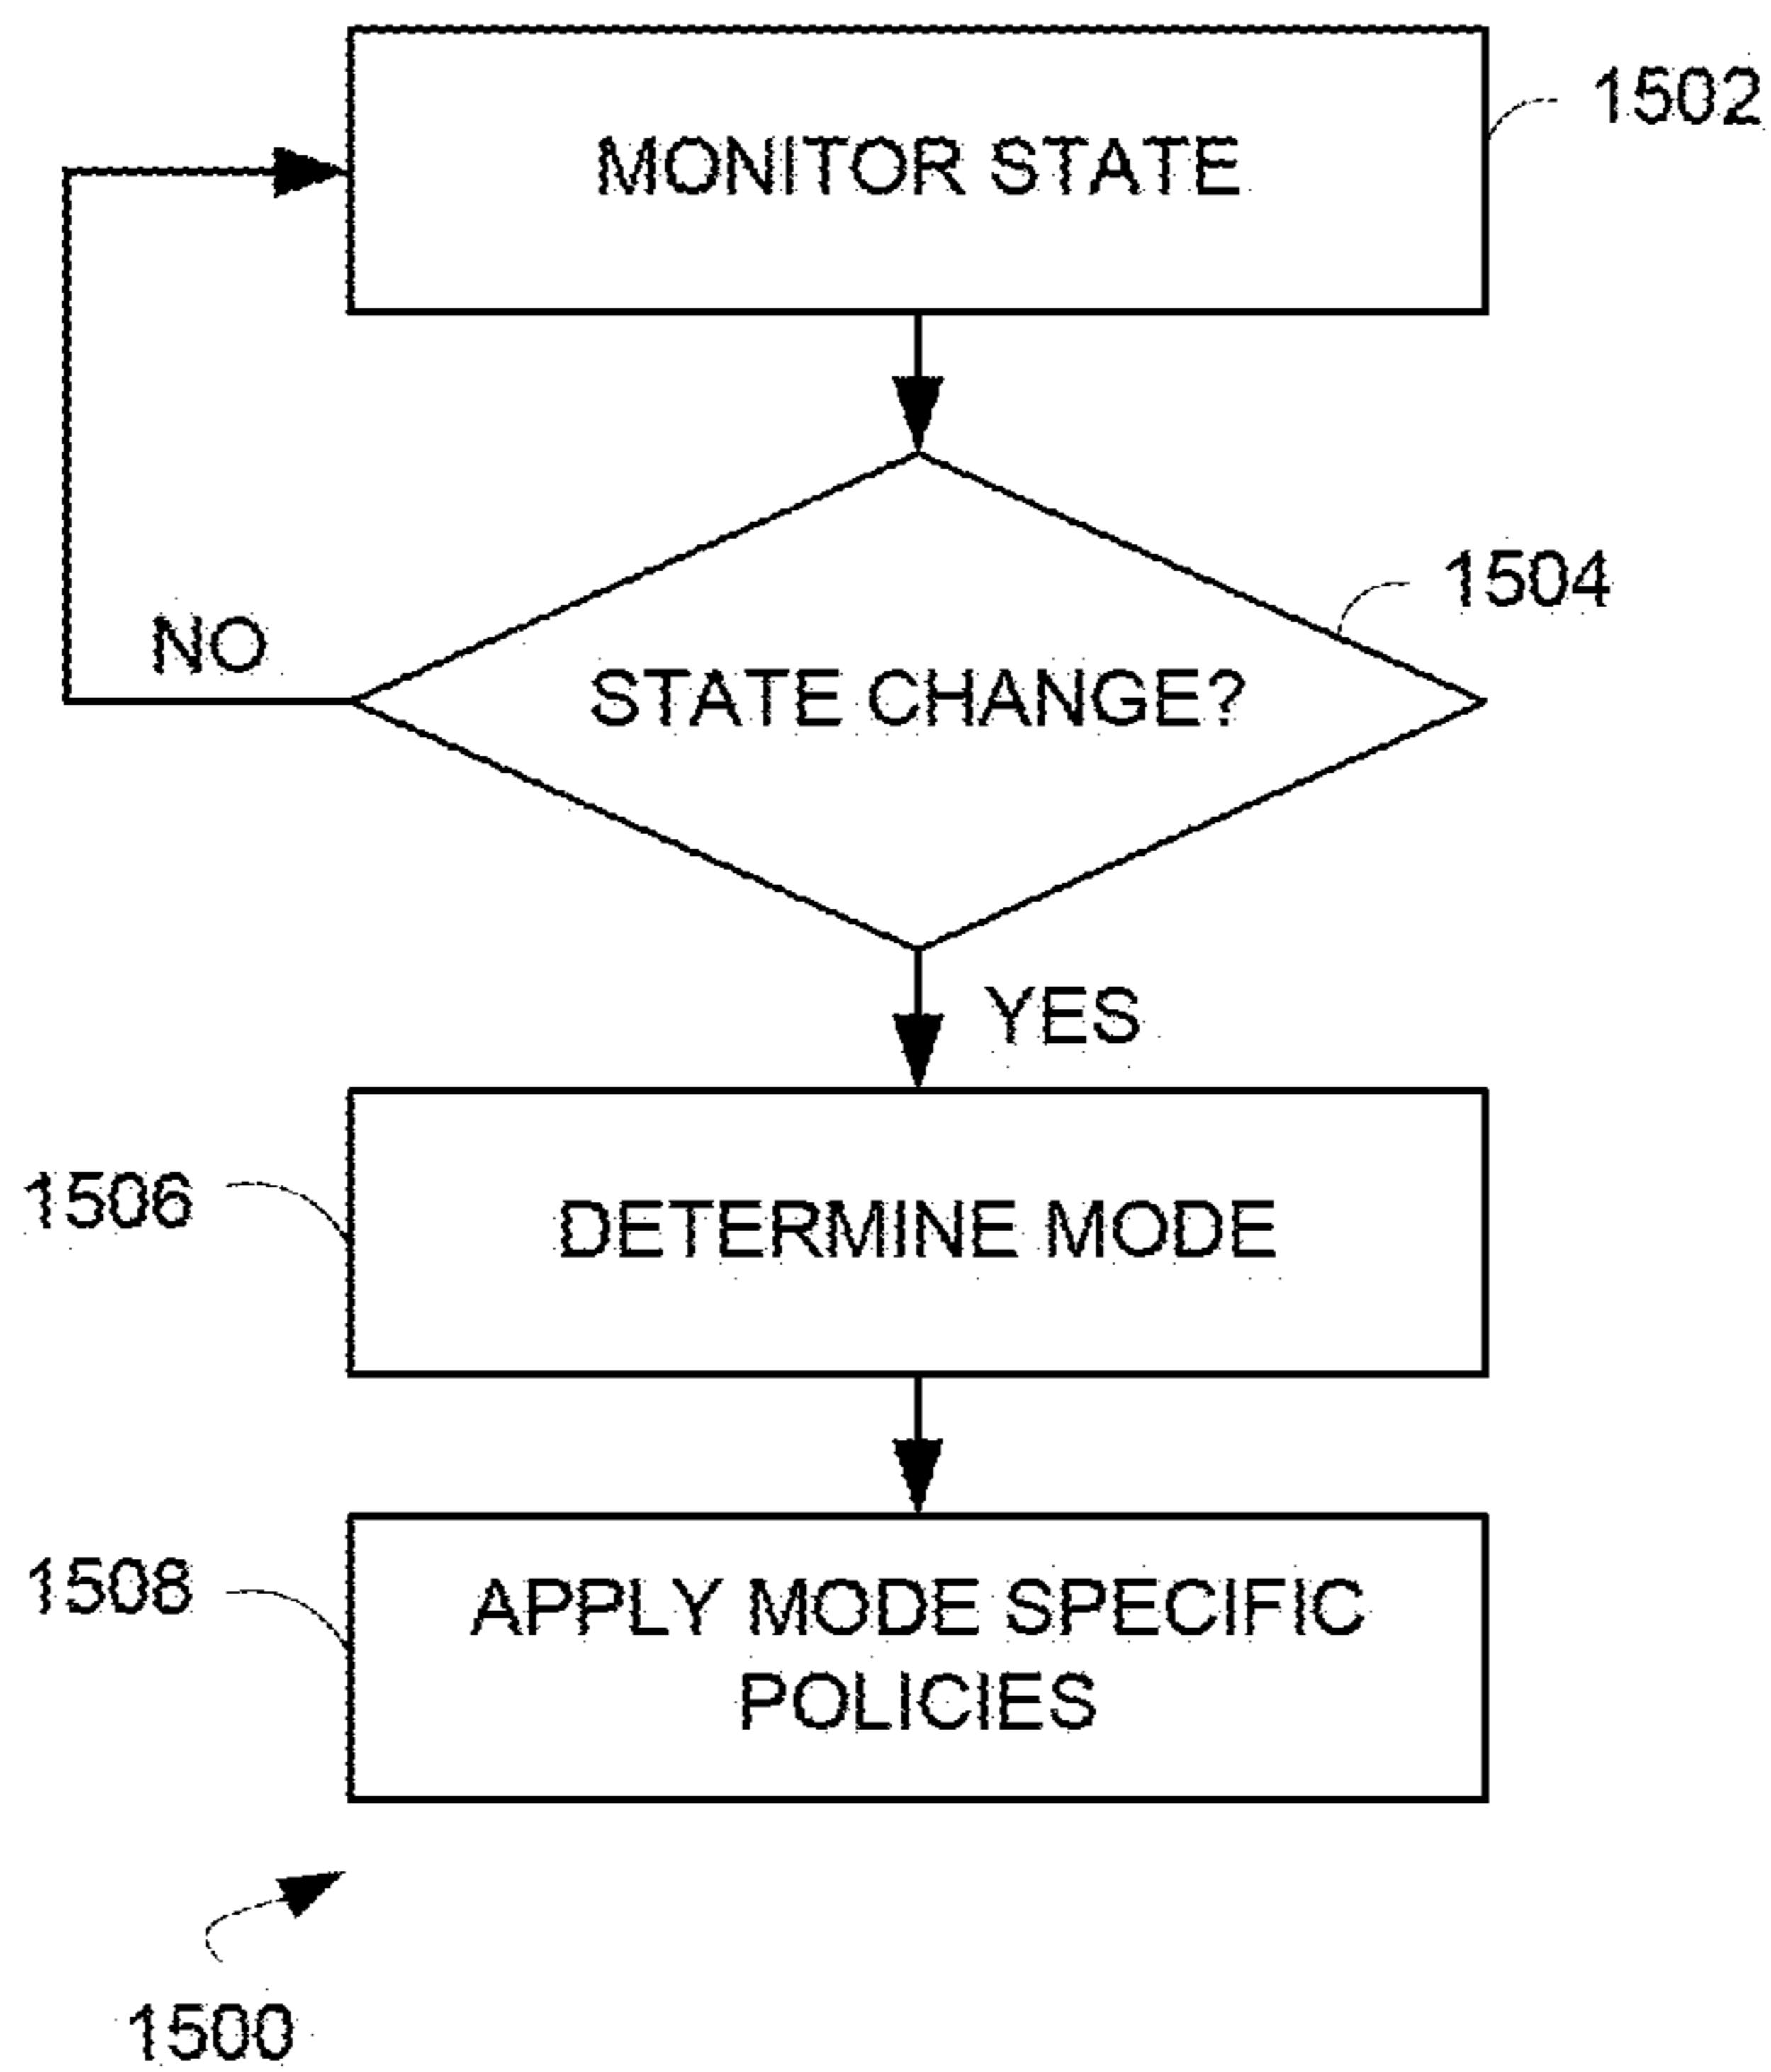 1502
MONITOR STATE
1504
NO
STATE CHANGE?
YES
1506
DETERMINE MODE
1508
APPLY MODE SPECIFIC
POLICIES
1500